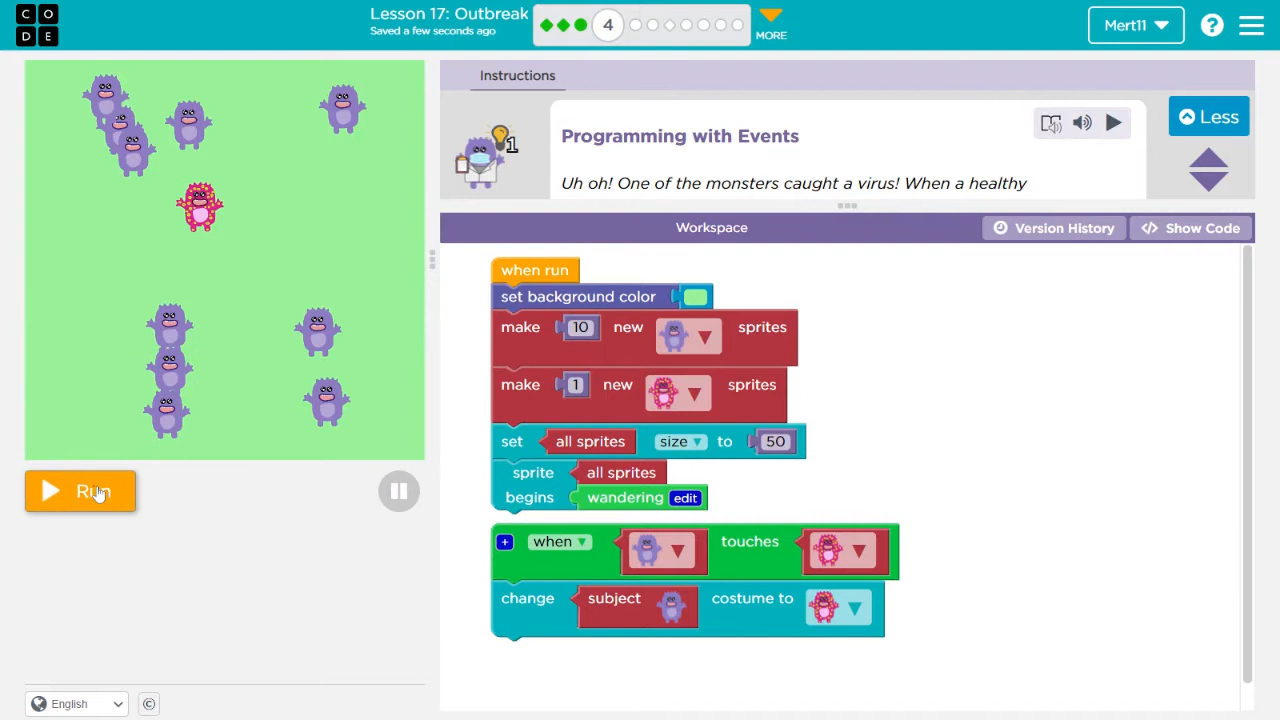 C O
D E
Lesson 17: Outbreak
Saved a few seconds ago
4
MORE
Mert11
?
Instructions
1
Programming with Events
Less
Uh oh! One of the monsters caught a virus! When a healthy
Workspace
Version History
</> Show Code
when run
set background color
make 10 new sprites
make 1 new sprites
set all sprites size to 50
sprite all sprites
begins wandering edit
+ when touches
change subject costume to
Run
English
©